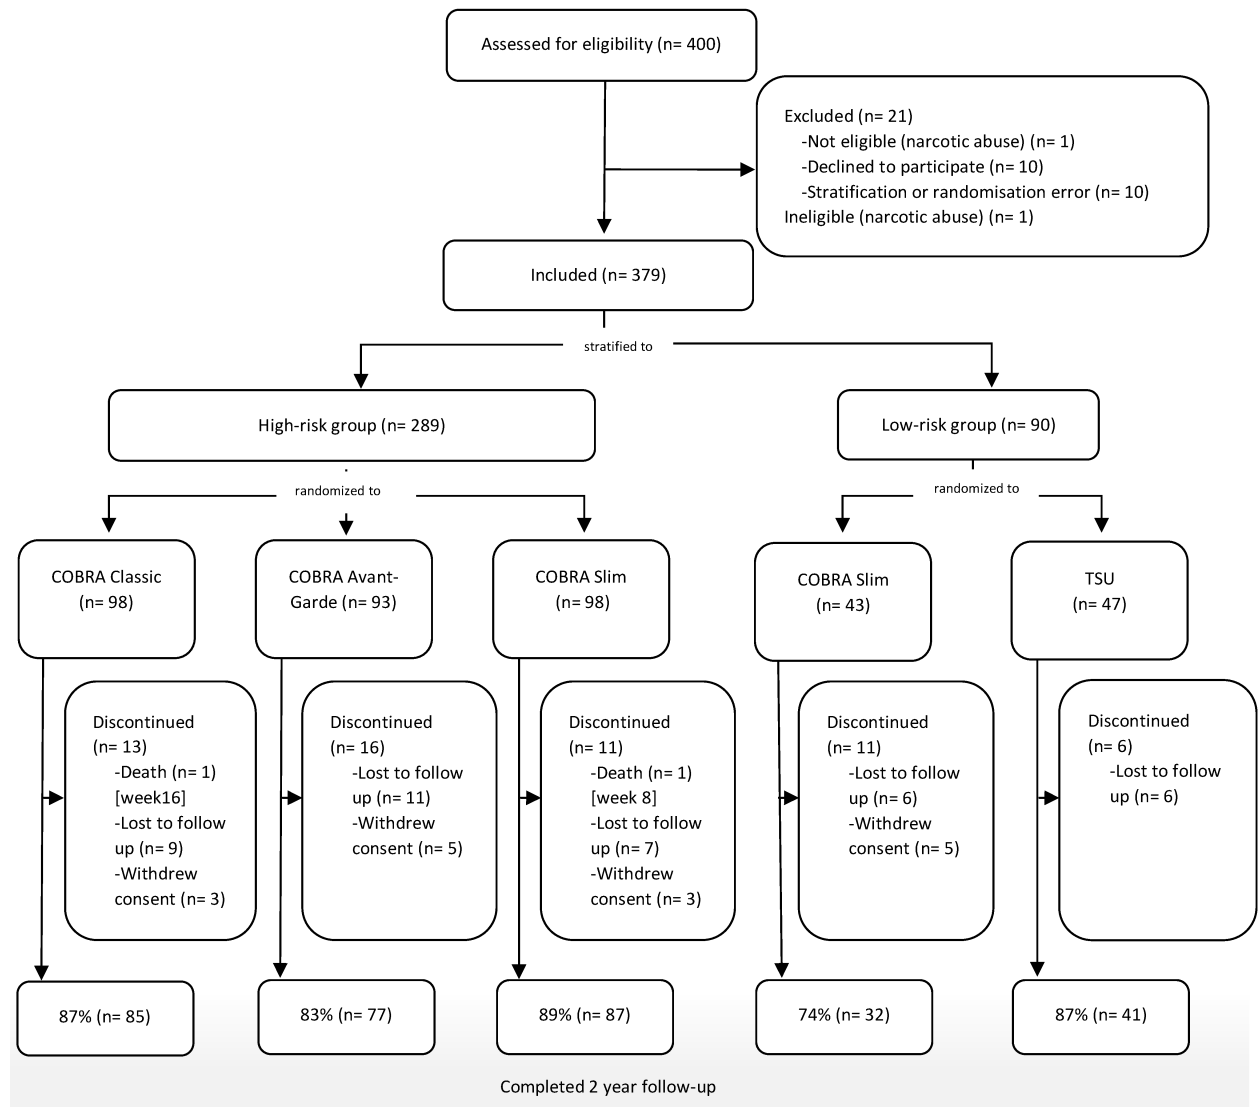 Assessed for eligibility (n= 400)
Excluded (n= 21)
-Not eligible (narcotic abuse) (n= 1)
-Declined to participate (n= 10)
-Stratification or randomisation error (n= 10)
Ineligible (narcotic abuse) (n= 1)
Included (n= 379)
stratified to
High-risk group (n= 289)
Low-risk group (n= 90)
randomized to
randomized to
COBRA Classic
(n= 98)
COBRA Avant-
Garde (n= 93)
COBRA Slim
(n= 98)
COBRA Slim
(n= 43)
TSU
(n= 47)
Discontinued
(n= 13)
-Death (n= 1)
[week16]
-Lost to follow
up (n= 9)
-Withdrew
consent (n= 3)
Discontinued
(n= 16)
-Lost to follow
up (n= 11)
-Withdrew
consent (n= 5)
Discontinued
(n= 11)
-Death (n= 1)
[week 8]
-Lost to follow
up (n= 7)
-Withdrew
consent (n= 3)
Discontinued
(n= 11)
-Lost to follow
up (n= 6)
-Withdrew
consent (n= 5)
Discontinued
(n= 6)
-Lost to follow
up (n= 6)
87% (n= 85)
83% (n= 77)
89% (n= 87)
74% (n= 32)
87% (n= 41)
Completed 2 year follow-up